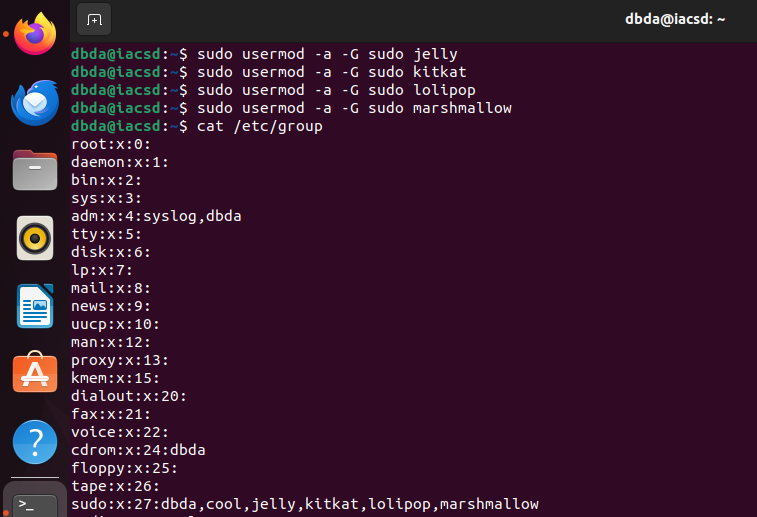 dbda@iacsd: ~
dbda@iacsd:~$ sudo usermod -a -G sudo jelly
dbda@iacsd:~$ sudo usermod -a -G sudo kitkat
dbda@iacsd:~$ sudo usermod -a -G sudo lolipop
dbda@iacsd:~$ sudo usermod -a -G sudo marshmallow
dbda@iacsd:~$ cat /etc/group
root:x:0:
daemon:x:1:
bin:x:2:
sys:x:3:
adm:x:4:syslog,dbda
tty:x:5:
disk:x:6:
lp:x:7:
mail:x:8:
news:x:9:
uucp:x:10:
man:x:12:
proxy:x:13:
kmem:x:15:
dialout:x:20:
fax:x:21:
voice:x:22:
cdrom:x:24:dbda
floppy:x:25:
tape:x:26:
sudo:x:27:dbda,cool,jelly,kitkat,lolipop,marshmallow